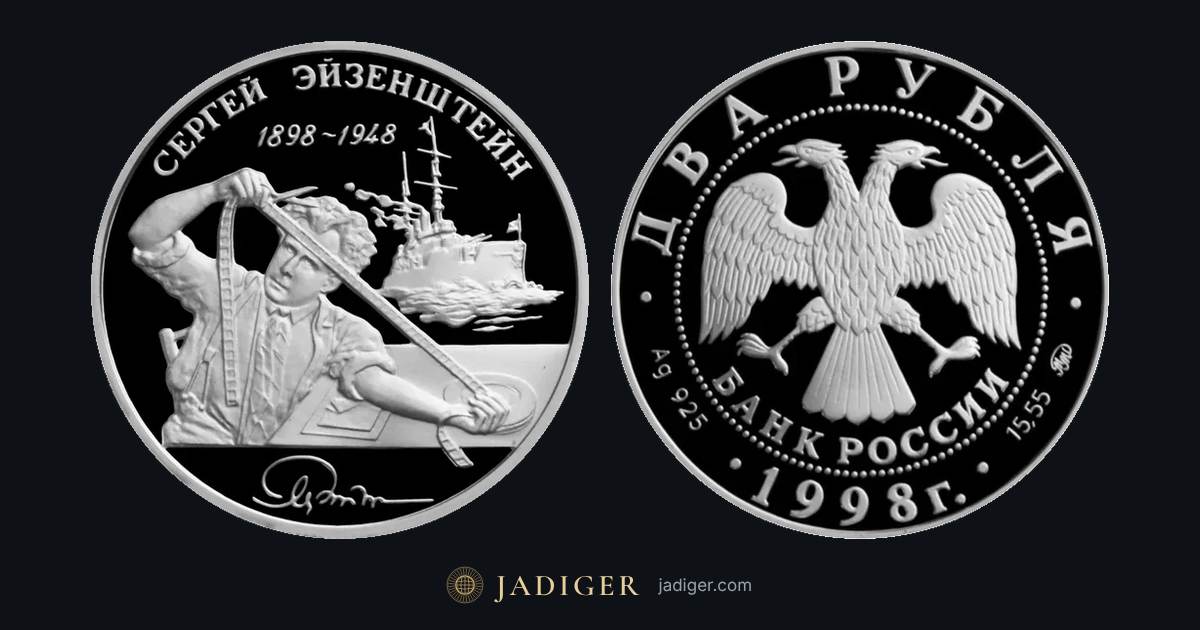 СЕРГЕЙ ЭЙЗЕНШТЕЙН
1898~1948
ДВА РУБЛЯ
Ag 925
БАНК РОССИИ
15,55
1998г.
JADIGER jadiger.com